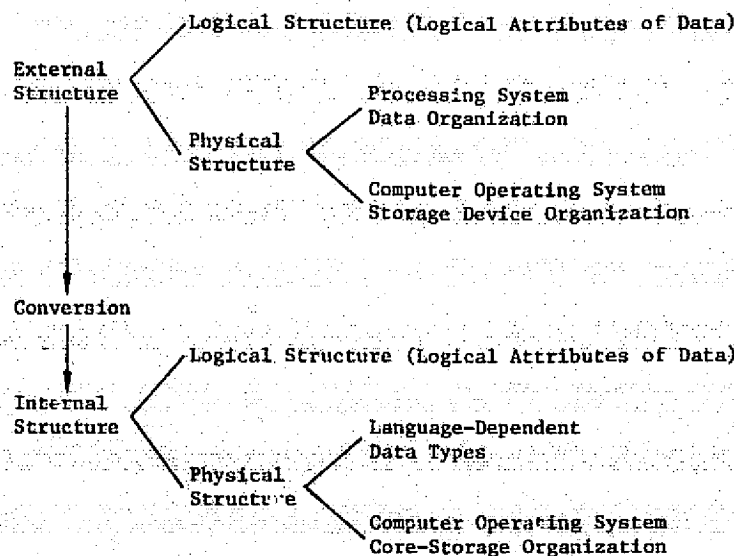 Logical Structure (Logical Attributes of Data)
External
Structure
Processing System
Data Organization
Physical
Structure
Computer Operating System
Storage Device Organization
Conversion
Logical Structure (Logical Attributes of Data)
Internal
Structure
Language-Dependent
Data Types
Physical
Structure
Computer Operating System
Core-Storage Organization